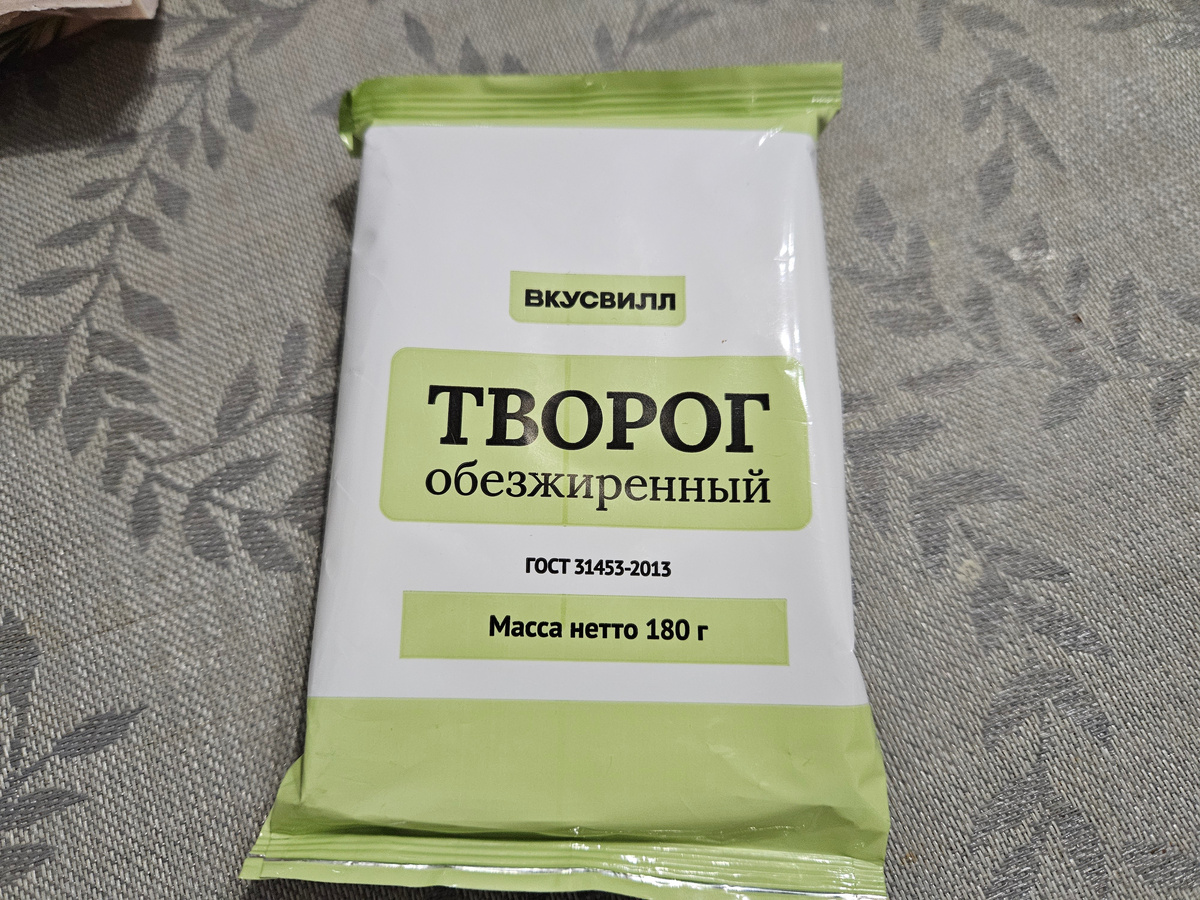 ВКУСВИЛЛ
ТВОРОГ
обезжиренный
ГОСТ 31453-2013
Масса нетто 180 г